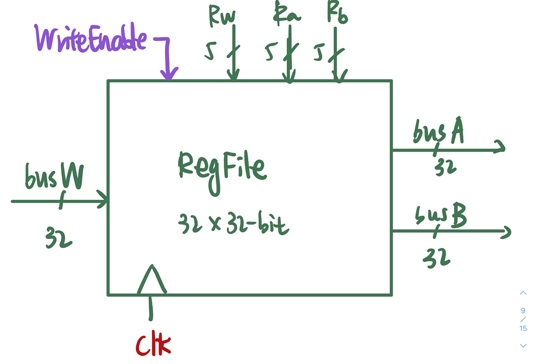 WriteEnable
Rw
Ra
Rb
5
5
5
busW
32
RegFile
32 x 32-bit
busA
32
busB
32
Clk
9
/
15